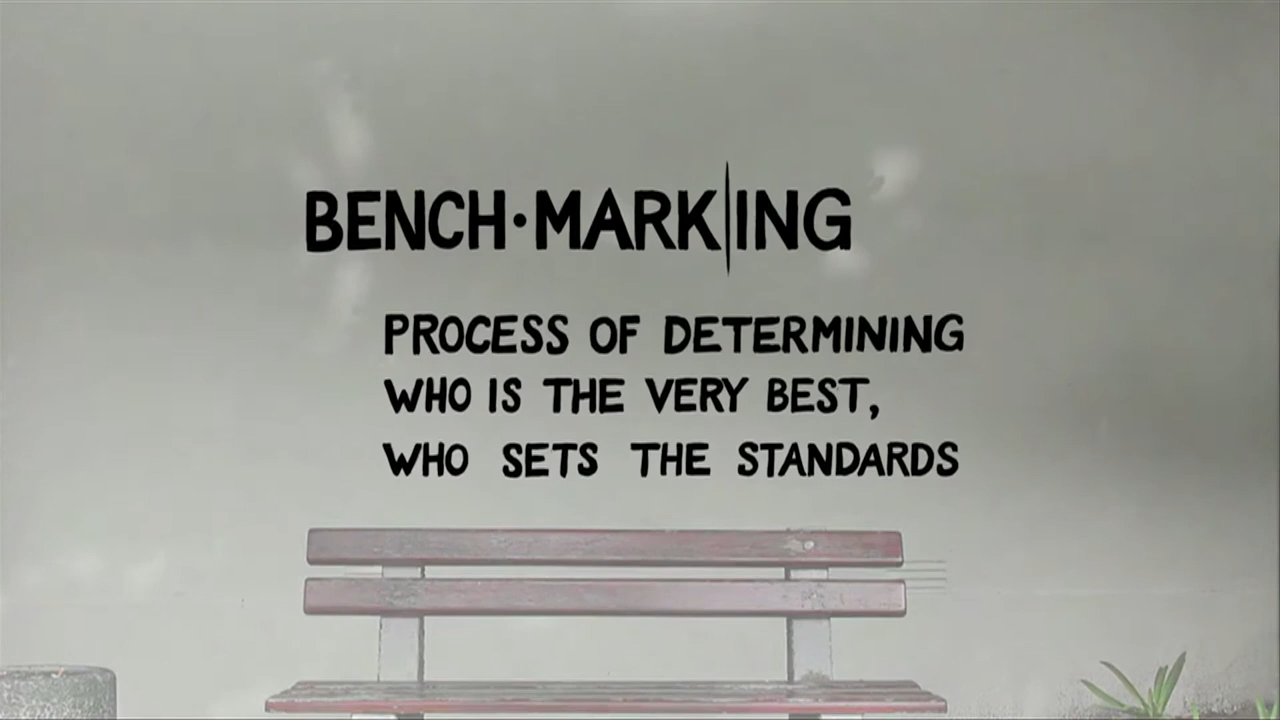 BENCH·MARK|ING
PROCESS OF DETERMINING
WHO IS THE VERY BEST,
WHO SETS THE STANDARDS